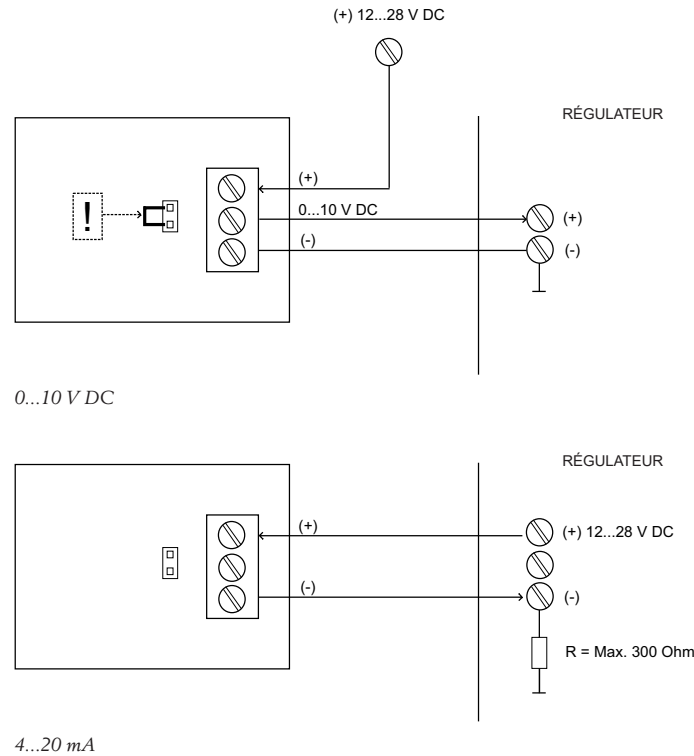 (+) 12...28 V DC
RÉGULATEUR
(+)
!
0...10 V DC
(+)
(-)
(-)
0...10 V DC
RÉGULATEUR
(+)
(+) 12...28 V DC
(-)
(-)
R = Max. 300 Ohm
4...20 mA